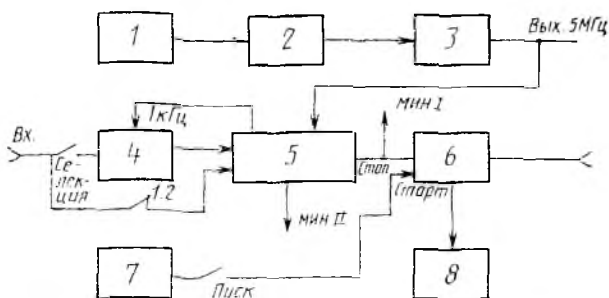 1
2
3
Вых. 5МГц
Вх.
1кГц
мин I
4
5
6
Се-
лек-
ция
1.2
Стоп
Старт
мин II
7
Пуск
8